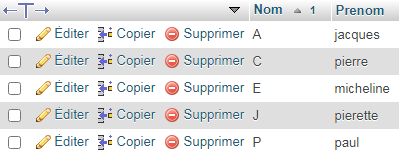 Nom 1 Prenom
Éditer Copier Supprimer A jacques
Éditer Copier Supprimer C pierre
Éditer Copier Supprimer E micheline
Éditer Copier Supprimer J pierette
Éditer Copier Supprimer P paul